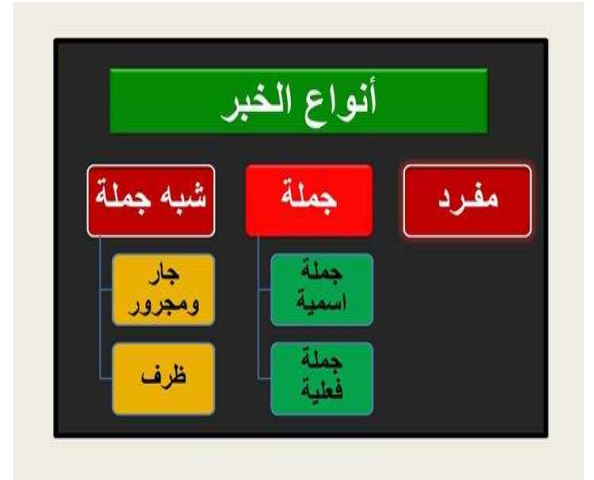 أنواع الخبر
مفرد
جملة
شبه جملة
جملة
اسمية
جملة
فعلية
جار
ومجرور
ظرف